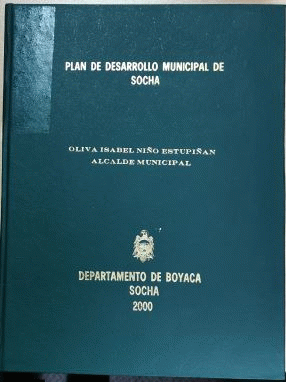 PLAN DE DESARROLLO MUNICIPAL DE
SOCHA
OLIVA ISABEL NIÑO ESTUPIÑAN
ALCALDE MUNICIPAL
DEPARTAMENTO DE BOYACA
SOCHA
2000